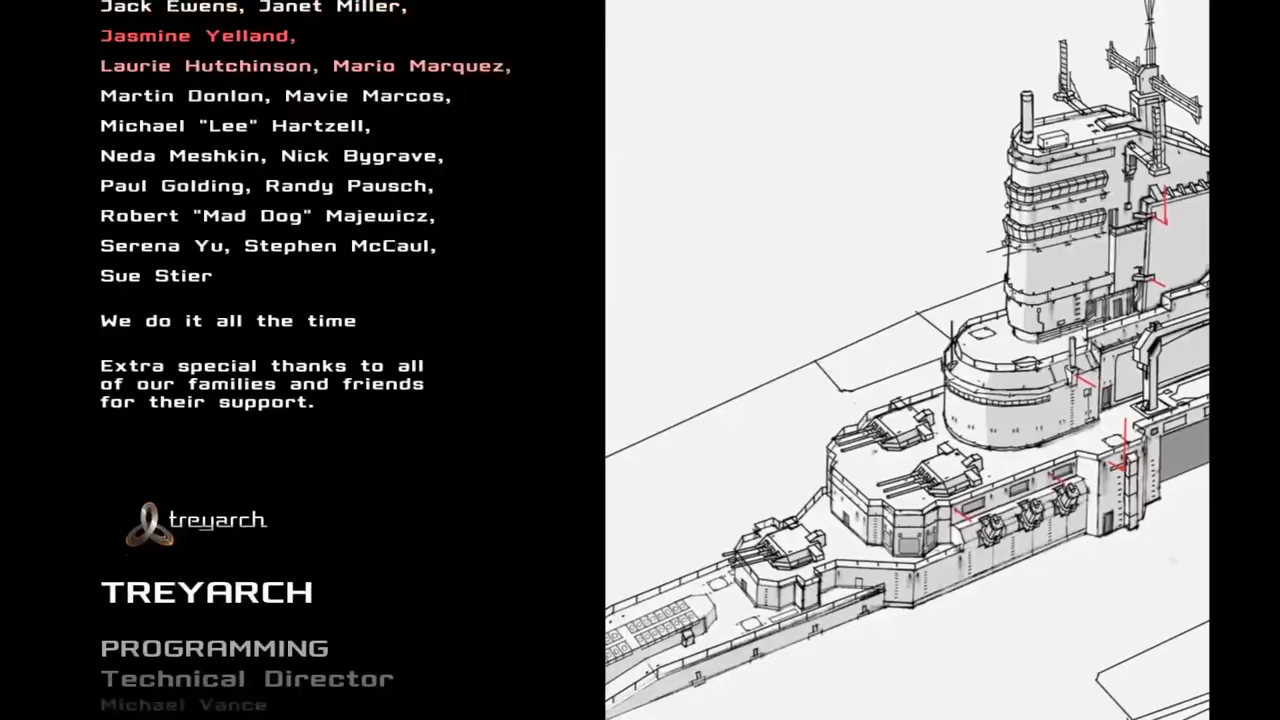 Jack Ewens, Janet Miller,
Jasmine Yelland,
Laurie Hutchinson, Mario Marquez,
Martin Donlon, Mavie Marcos,
Michael "Lee" Hartzell,
Neda Meshkin, Nick Bygrave,
Paul Golding, Randy Pausch,
Robert "Mad Dog" Majewicz,
Serena Yu, Stephen McCaul,
Sue Stier
We do it all the time
Extra special thanks to all
of our families and friends
for their support.
treyarch
TREYARCH
PROGRAMMING
Technical Director
Michael Vance